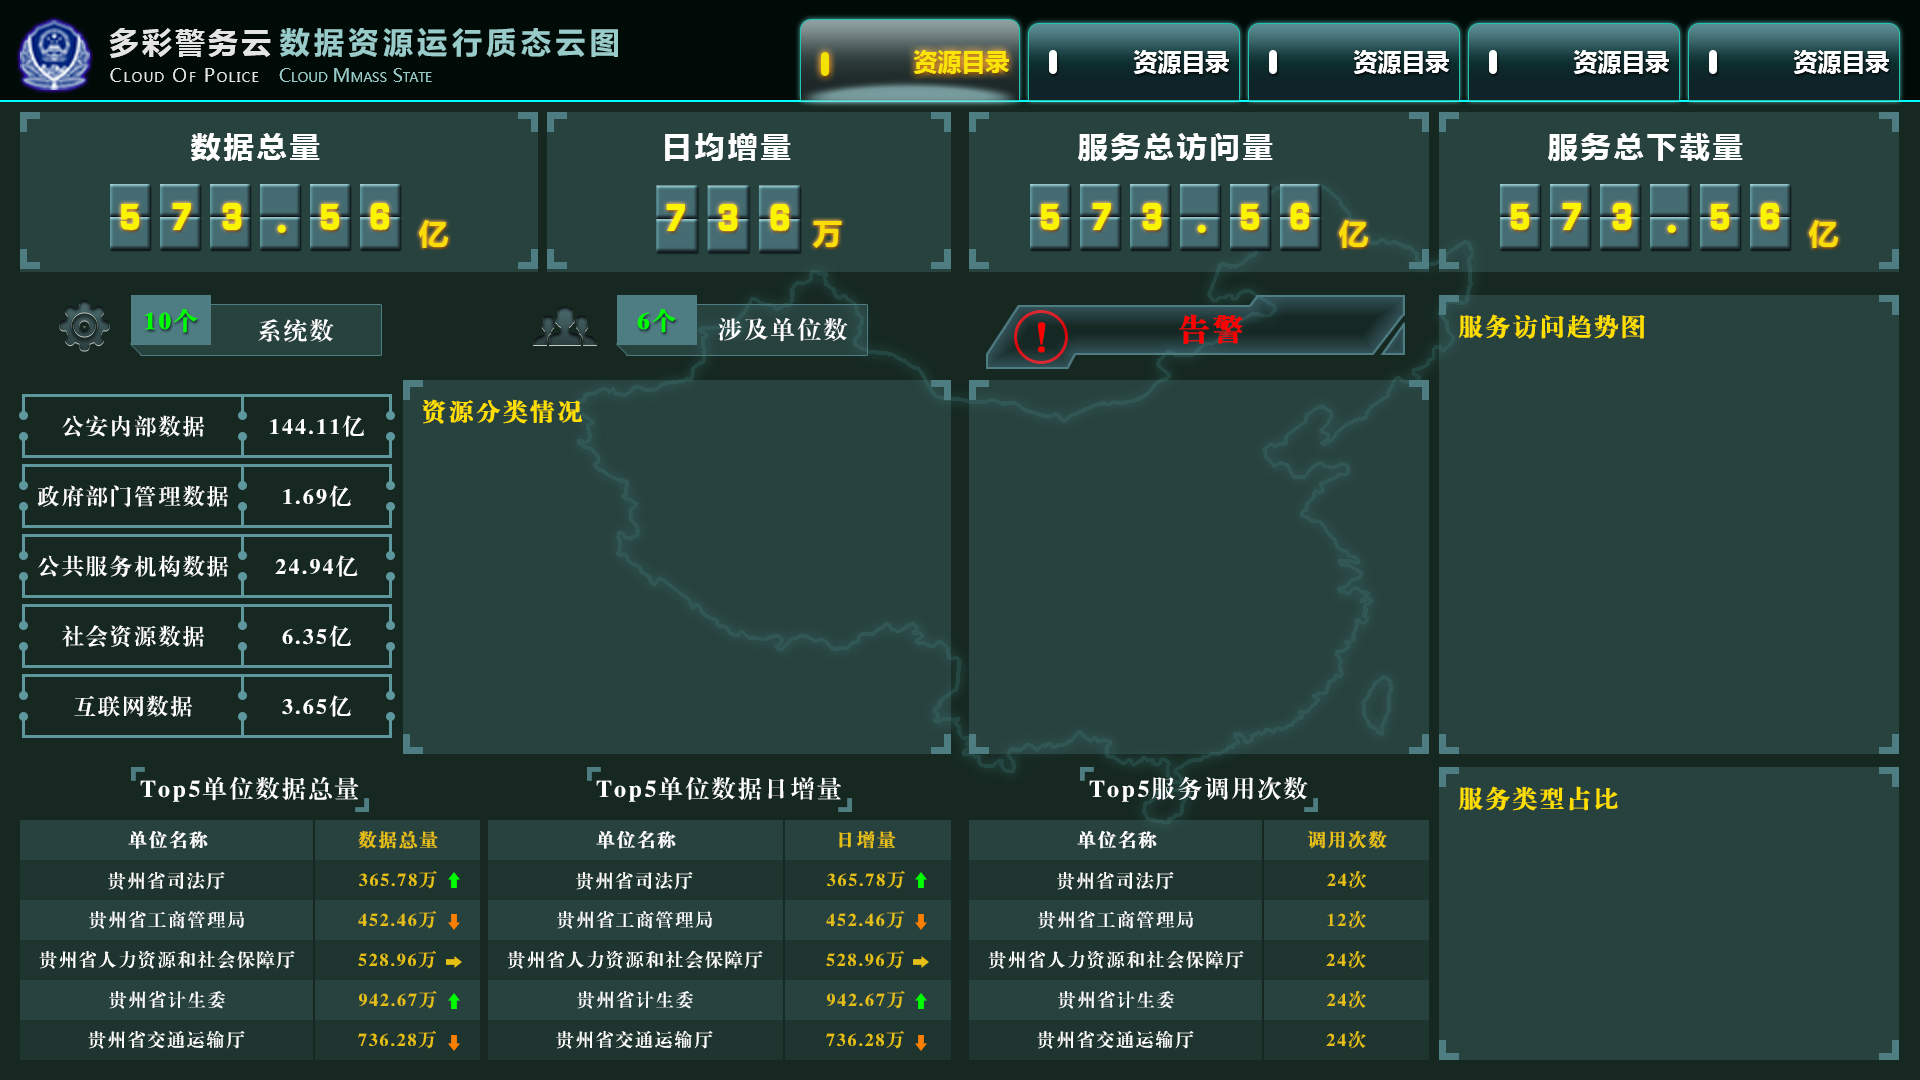 多彩警务云 数据资源运行质态云图
Cloud Of Police Cloud Mmass State
资源目录
资源目录
资源目录
资源目录
资源目录
数据总量
573.56亿
日均增量
736万
服务总访问量
573.56亿
服务总下载量
573.56亿
10个 系统数
6个 涉及单位数
! 告警
服务访问趋势图
公安内部数据 144.11亿
政府部门管理数据 1.69亿
公共服务机构数据 24.94亿
社会资源数据 6.35亿
互联网数据 3.65亿
资源分类情况
Top5单位数据总量
单位名称 数据总量
贵州省司法厅 365.78万
贵州省工商管理局 452.46万
贵州省人力资源和社会保障厅 528.96万
贵州省计生委 942.67万
贵州省交通运输厅 736.28万
Top5单位数据日增量
单位名称 日增量
贵州省司法厅 365.78万
贵州省工商管理局 452.46万
贵州省人力资源和社会保障厅 528.96万
贵州省计生委 942.67万
贵州省交通运输厅 736.28万
Top5服务调用次数
单位名称 调用次数
贵州省司法厅 24次
贵州省工商管理局 12次
贵州省人力资源和社会保障厅 24次
贵州省计生委 24次
贵州省交通运输厅 24次
服务类型占比